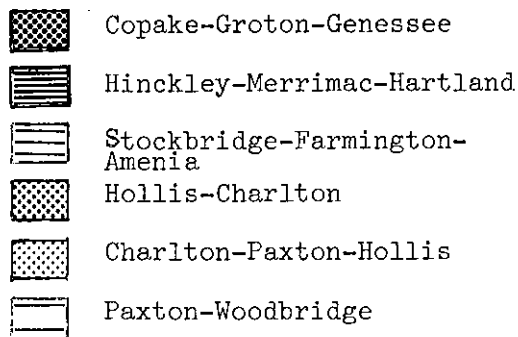 Copake-Groton-Genessee
Hinckley-Merrimac-Hartland
Stockbridge-Farmington-
Amenia
Hollis-Charlton
Charlton-Paxton-Hollis
Paxton-Woodbridge